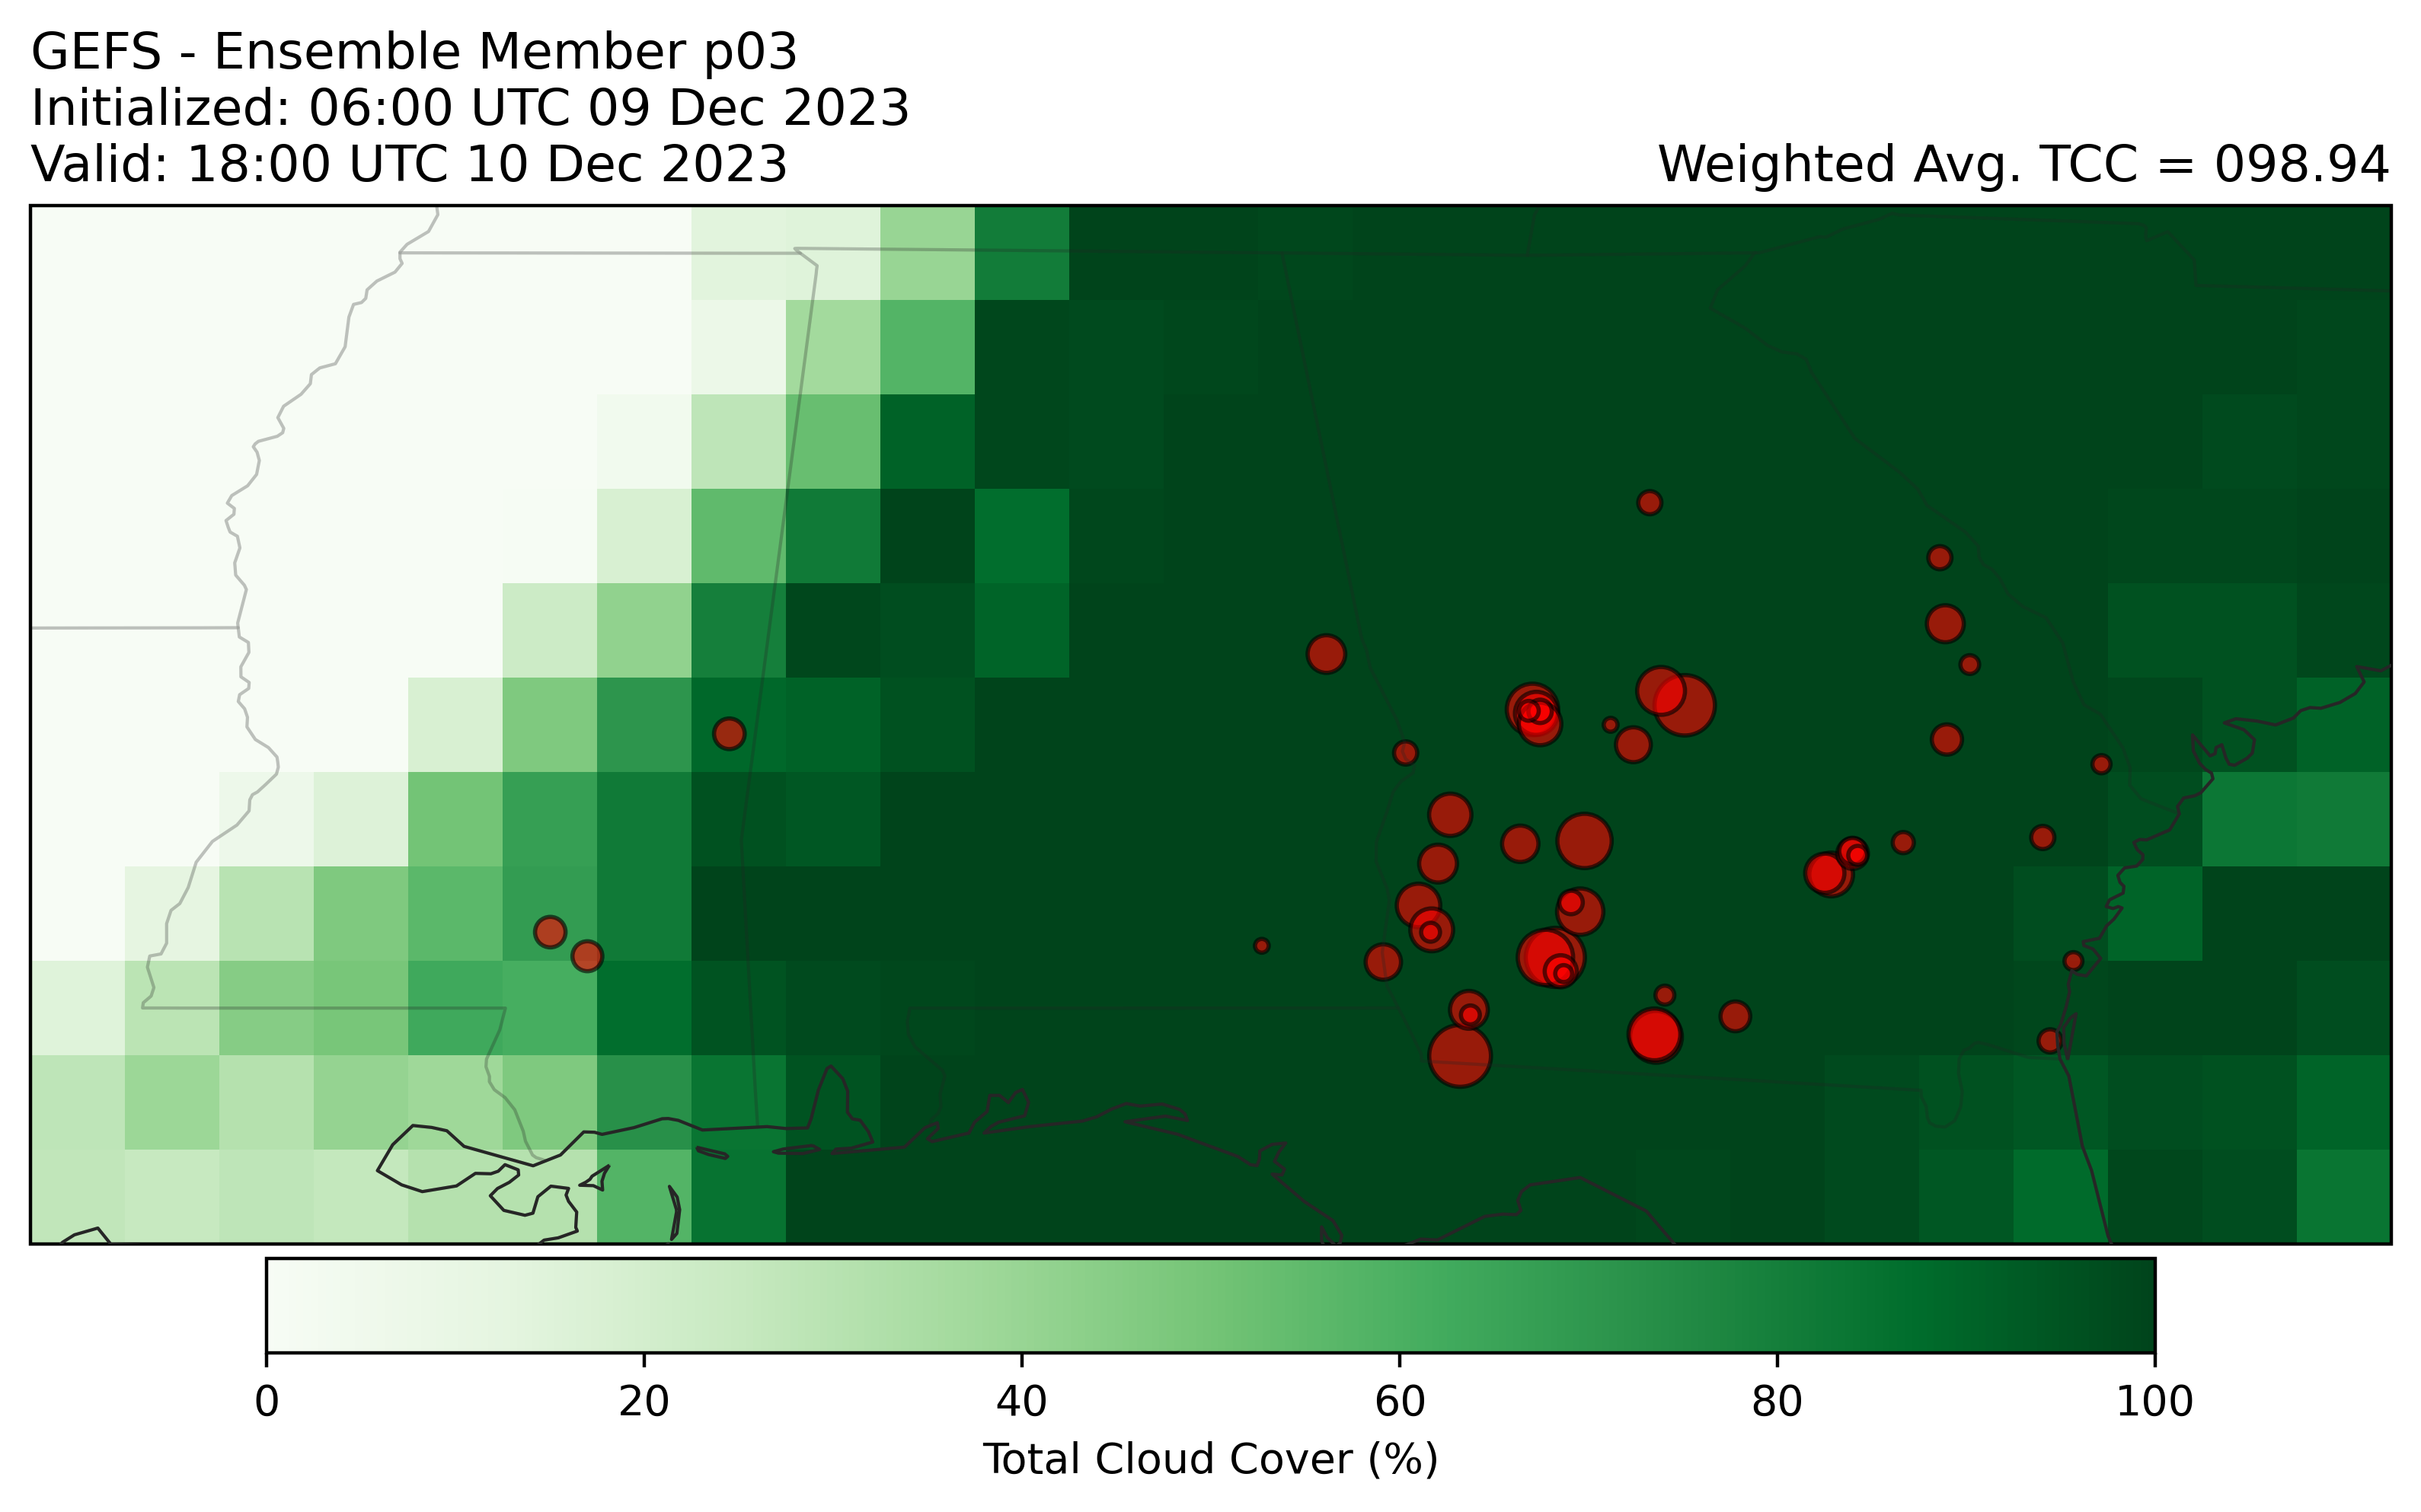 GEFS - Ensemble Member p03
Initialized: 06:00 UTC 09 Dec 2023
Valid: 18:00 UTC 10 Dec 2023
Weighted Avg. TCC = 098.94
0 20 40 60 80 100
Total Cloud Cover (%)